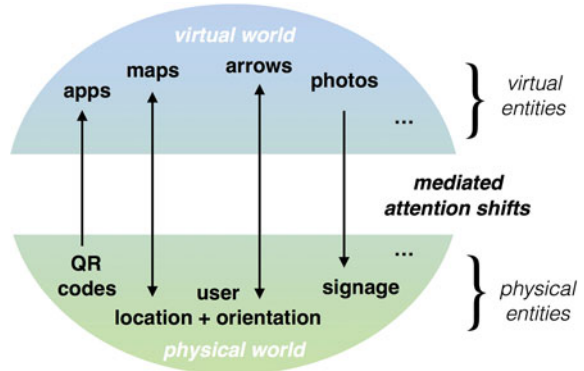 virtual world
apps
maps
arrows
photos
...
virtual
entities
mediated
attention shifts
...
QR
codes
user
location + orientation
signage
physical
entities
physical world